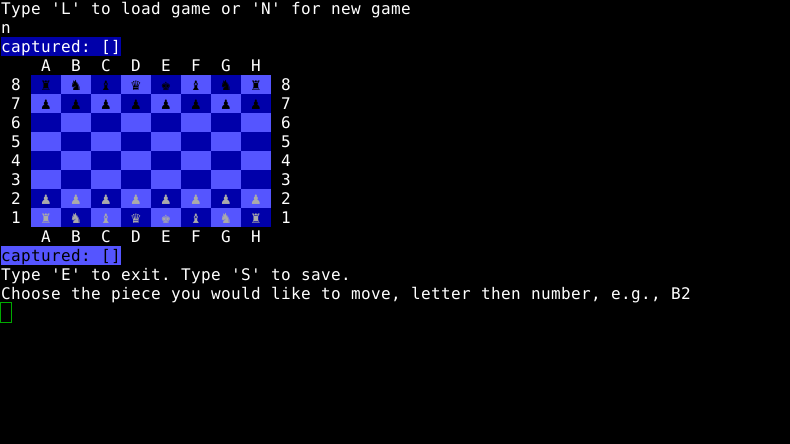 Type 'L' to load game or 'N' for new game
n
captured: []
A B C D E F G H
8 ♜ ♞ ♝ ♛ ♚ ♝ ♞ ♜ 8
7 ♟ ♟ ♟ ♟ ♟ ♟ ♟ ♟ 7
6 6
5 5
4 4
3 3
2 ♟ ♟ ♟ ♟ ♟ ♟ ♟ ♟ 2
1 ♜ ♞ ♝ ♛ ♚ ♝ ♞ ♜ 1
A B C D E F G H
captured: []
Type 'E' to exit. Type 'S' to save.
Choose the piece you would like to move, letter then number, e.g., B2